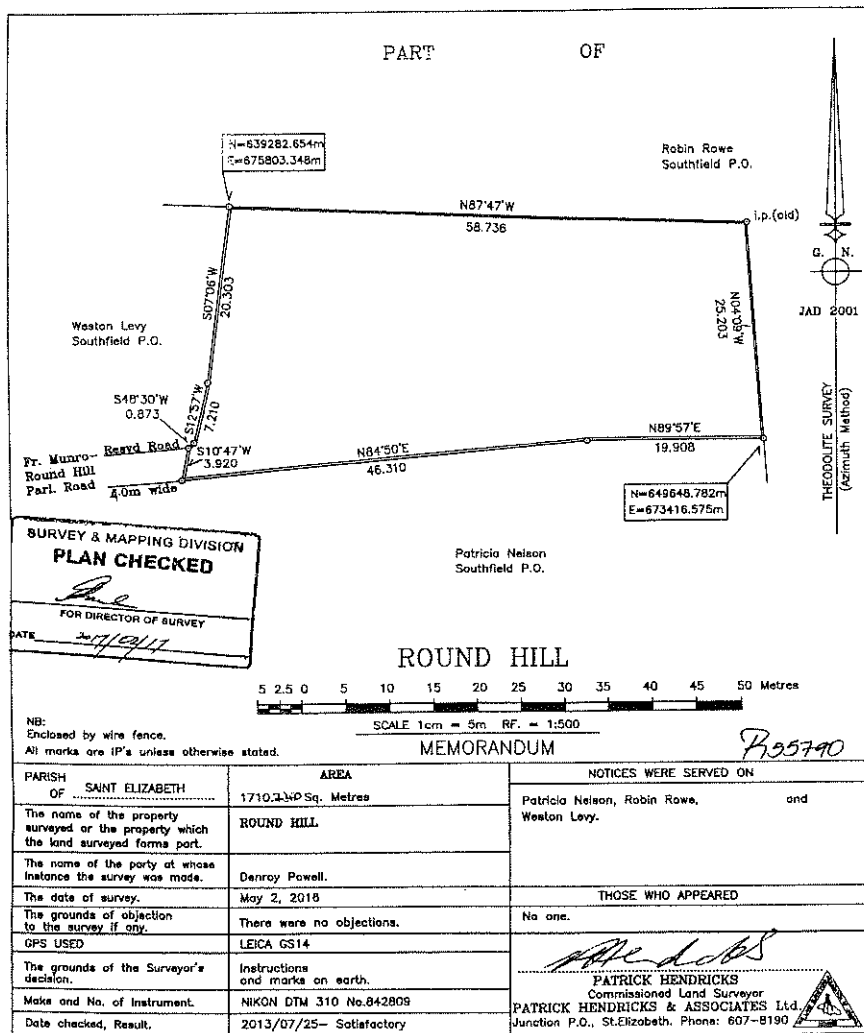 PART OF
N=639282.654m
E=675803.348m
Robin Rowe
Southfield P.O.
N87°47'W
58.736
i.p.(old)
G. N.
JAD 2001
THEODOLITE SURVEY
(Azimuth Method)
S07°06'W
20.303
N04°09'W
25.203
Weston Levy
Southfield P.O.
S48°30'W
0.873
S12°57'W
7.210
Fr. Munro- Resvd Road
Round Hill
Parl. Road
4.0m wide
S10°47'W
3.920
N84°50'E
46.310
N89°57'E
19.908
N=649648.782m
E=673416.575m
Patricia Nelson
Southfield P.O.
SURVEY & MAPPING DIVISION
PLAN CHECKED
FOR DIRECTOR OF SURVEY
DATE
ROUND HILL
5 2.5 0 5 10 15 20 25 30 35 40 45 50 Metres
SCALE 1cm = 5m RF. = 1:500
NB:
Enclosed by wire fence.
All marks are IP's unless otherwise stated.
MEMORANDUM
PARISH
OF SAINT ELIZABETH
AREA
Sq. Metres
NOTICES WERE SERVED ON
Patricia Nelson, Robin Rowe, and
Weston Levy.
The name of the property
surveyed or the property which
the land surveyed forms part.
ROUND HILL
The name of the party at whose
instance the survey was made.
Denroy Powell.
The date of survey.
May 2, 2016
THOSE WHO APPEARED
The grounds of objection
to the survey if any.
There were no objections.
No one.
GPS USED
LEICA GS14
The grounds of the Surveyor's
decision.
Instructions
and marks on earth.
Make and No. of Instrument.
NIKON DTM 310 No.842809
Date checked, Result.
2013/07/25- Satisfactory
PATRICK HENDRICKS
Commissioned Land Surveyor
PATRICK HENDRICKS & ASSOCIATES Ltd.
Junction P.O., St.Elizabeth. Phone: 607-8190